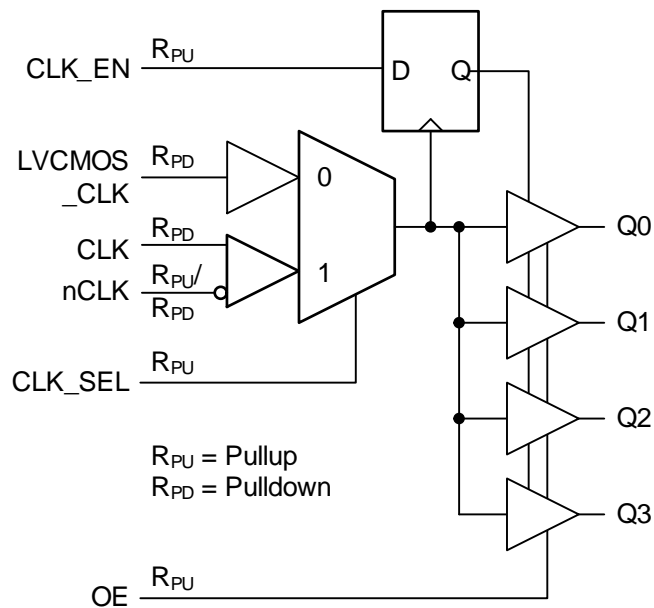 CLK_EN
RPU
D
Q
LVCMOS
_CLK
RPD
0
CLK
RPD
nCLK
RPU/
RPD
1
CLK_SEL
RPU
Q0
Q1
Q2
Q3
RPU = Pullup
RPD = Pulldown
OE
RPU